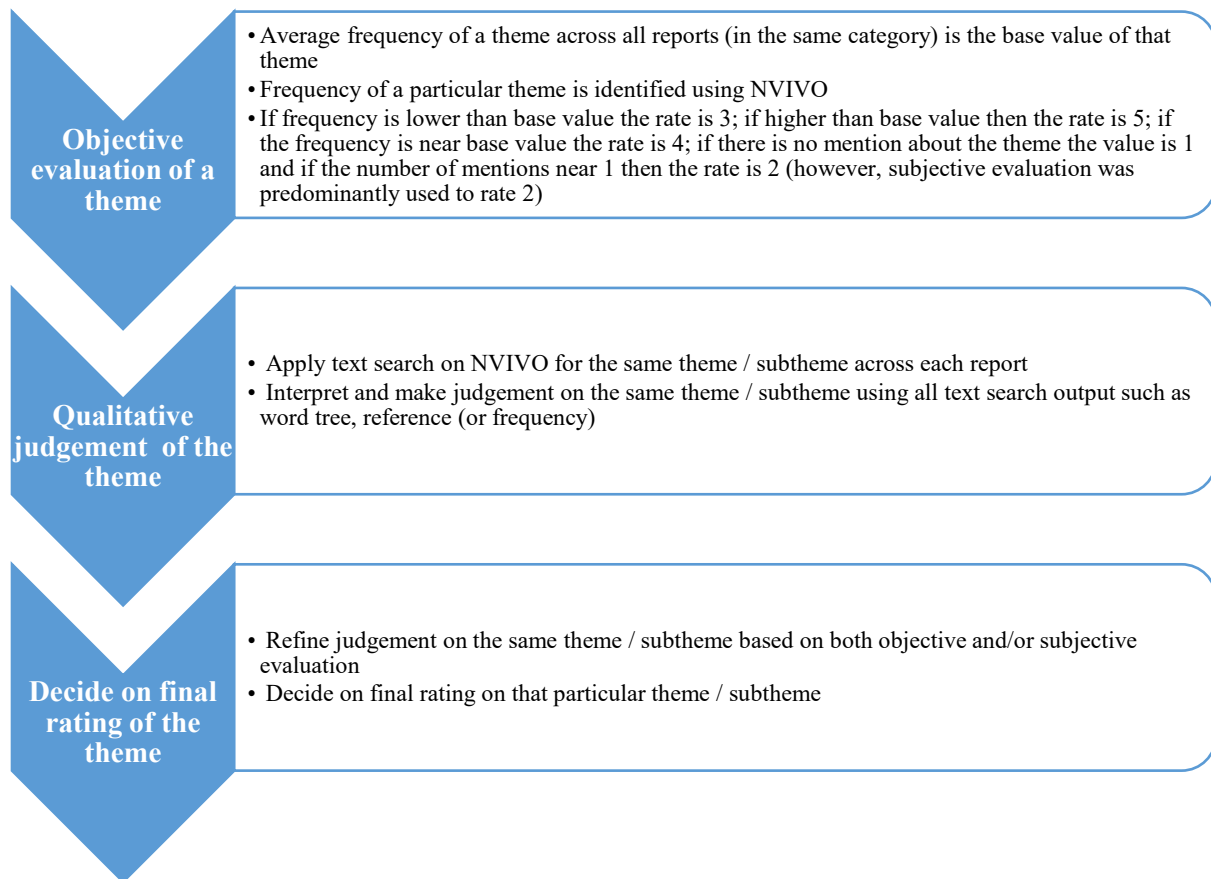 Objective
evaluation of a
theme
•Average frequency of a theme across all reports (in the same category) is the base value of that
theme
•Frequency of a particular theme is identified using NVIVO
•If frequency is lower than base value the rate is 3; if higher than base value then the rate is 5; if
the frequency is near base value the rate is 4; if there is no mention about the theme the value is 1
and if the number of mentions near 1 then the rate is 2 (however, subjective evaluation was
predominantly used to rate 2)
Qualitative
judgement of the
theme
• Apply text search on NVIVO for the same theme / subtheme across each report
• Interpret and make judgement on the same theme / subtheme using all text search output such as
word tree, reference (or frequency)
Decide on final
rating of the
theme
• Refine judgement on the same theme / subtheme based on both objective and/or subjective
evaluation
• Decide on final rating on that particular theme / subtheme